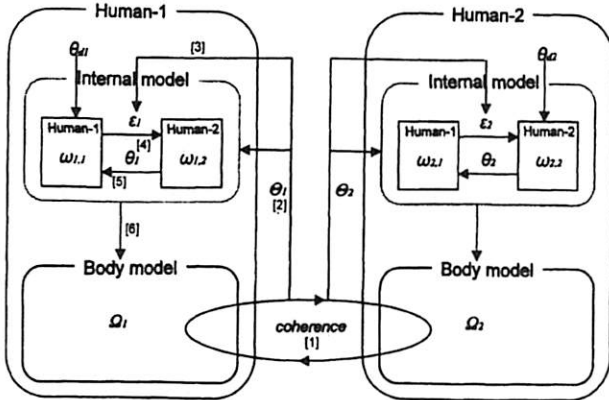 Human-1
θd1
[3]
Internal model
Human-1
ω1,1
ε1
[4]
θ1
[5]
Human-2
ω1,2
[6]
Θ1
[2]
Body model
Ω1
coherence
[1]
Human-2
θd2
Internal model
Human-1
ω2,1
ε2
θ2
Human-2
ω2,2
Θ2
Body model
Ω2